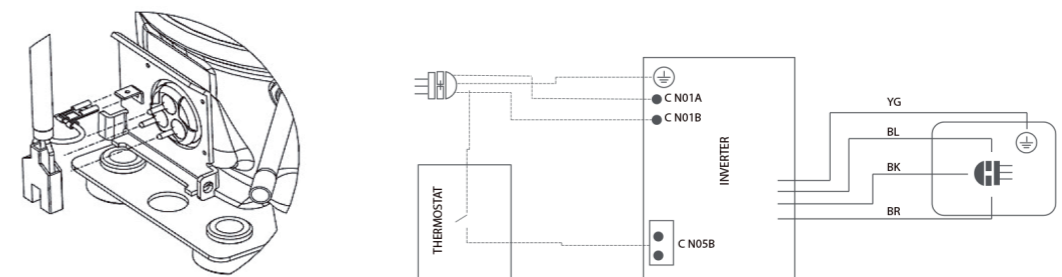 C N01A
YG
C N01B
BL
INVERTER
BK
THERMOSTAT
BR
C N05B